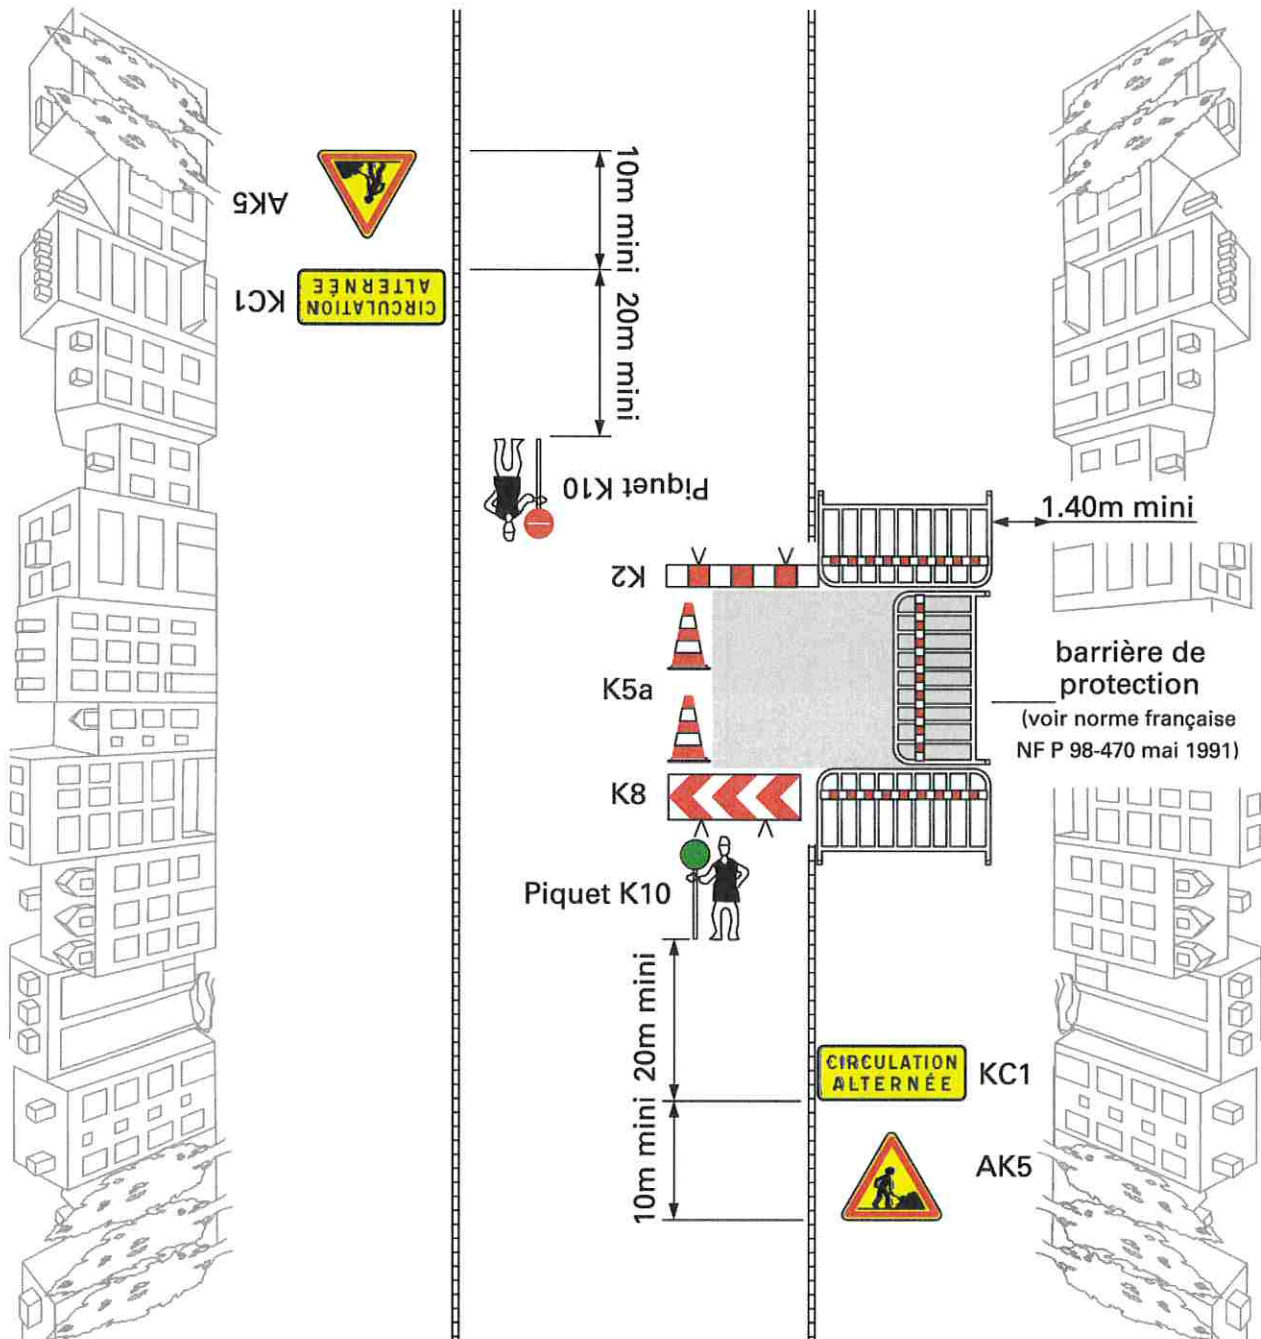 10m mini
AK5
CIRCULATION
ALTERNÉE
KC1
20m mini
Piquet K10
1.40m mini
K2
barrière de
protection
(voir norme française
NF P 98-470 mai 1991)
K5a
K8
Piquet K10
20m mini
CIRCULATION
ALTERNÉE
KC1
10m mini
AK5